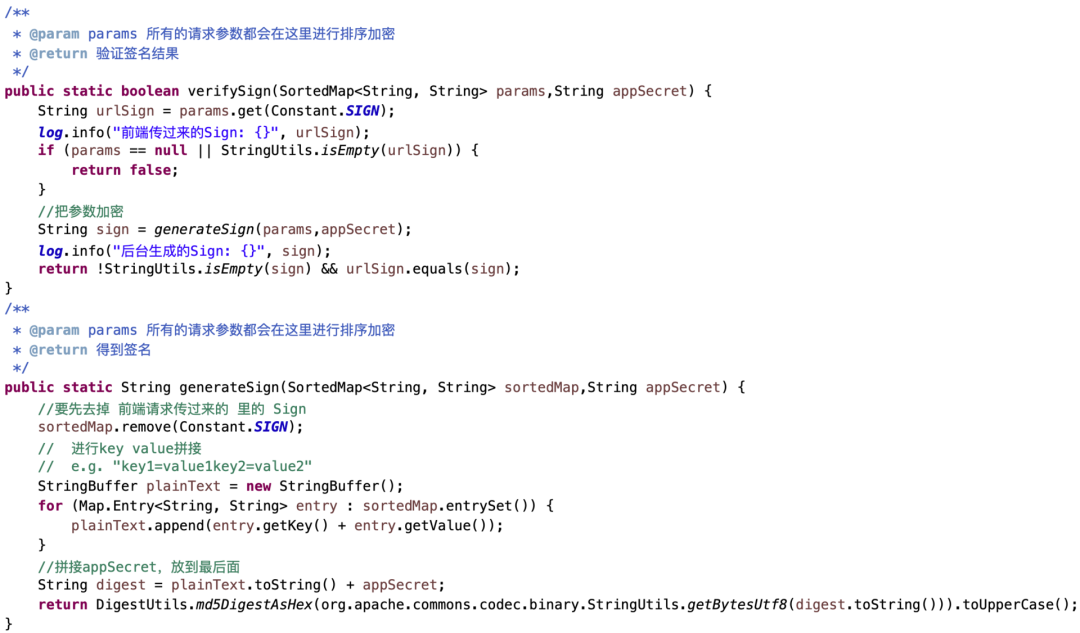 /**
 * @param params 所有的请求参数都会在这里进行排序加密
 * @return 验证签名结果
 */
public static boolean verifySign(SortedMap<String, String> params,String appSecret) {
    String urlSign = params.get(Constant.SIGN);
    log.info("前端传过来的Sign: {}", urlSign);
    if (params == null || StringUtils.isEmpty(urlSign)) {
        return false;
    }
    //把参数加密
    String sign = generateSign(params,appSecret);
    log.info("后台生成的Sign: {}", sign);
    return !StringUtils.isEmpty(sign) && urlSign.equals(sign);
}
/**
 * @param params 所有的请求参数都会在这里进行排序加密
 * @return 得到签名
 */
public static String generateSign(SortedMap<String, String> sortedMap,String appSecret) {
    //要先去掉 前端请求传过来的 里的 Sign
    sortedMap.remove(Constant.SIGN);
    //  进行key value拼接
    //  e.g. "key1=value1key2=value2"
    StringBuffer plainText = new StringBuffer();
    for (Map.Entry<String, String> entry : sortedMap.entrySet()) {
        plainText.append(entry.getKey() + entry.getValue());
    }
    //拼接appSecret，放到最后面
    String digest = plainText.toString() + appSecret;
    return DigestUtils.md5DigestAsHex(org.apache.commons.codec.binary.StringUtils.getBytesUtf8(digest.toString())).toUpperCase();
}